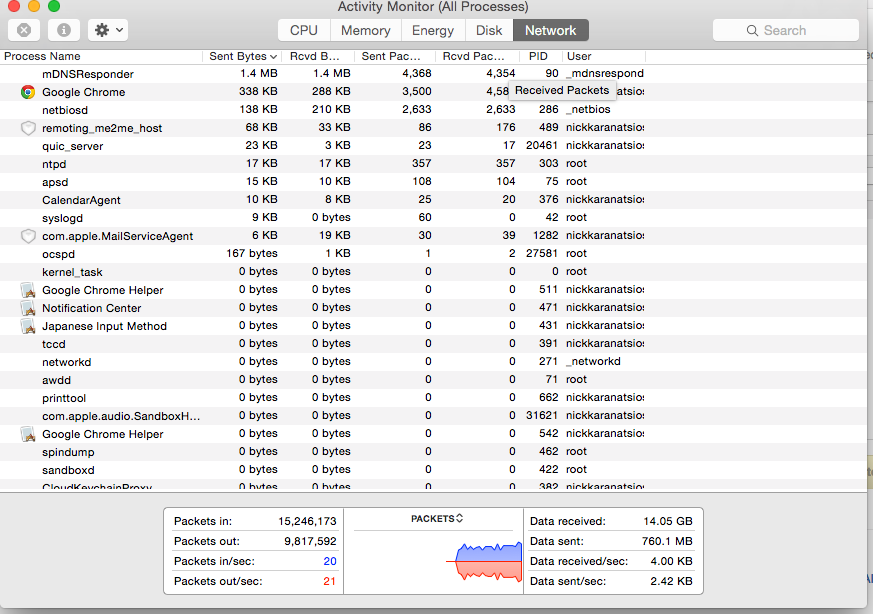 Activity Monitor (All Processes)
CPU Memory Energy Disk Network Search
Process Name Sent Bytes Rcvd B... Sent Pac... Rcvd Pac... PID User
mDNSResponder 1.4 MB 1.4 MB 4,368 4,354 90 _mdnsrespond
Google Chrome 338 KB 288 KB 3,500
Received Packets
netbiosd 138 KB 210 KB 2,633 2,633 286 _netbios
remoting_me2me_host 68 KB 33 KB 86 176 489 nickkaranatsios
quic_server 23 KB 3 KB 23 17 20461 nickkaranatsios
ntpd 17 KB 17 KB 357 357 303 root
apsd 15 KB 10 KB 108 104 75 root
CalendarAgent 10 KB 8 KB 25 20 376 nickkaranatsios
syslogd 9 KB 0 bytes 60 0 42 root
com.apple.MailServiceAgent 6 KB 19 KB 30 39 1282 nickkaranatsios
ocspd 167 bytes 1 KB 1 2 27581 root
kernel_task 0 bytes 0 bytes 0 0 0 root
Google Chrome Helper 0 bytes 0 bytes 0 0 511 nickkaranatsios
Notification Center 0 bytes 0 bytes 0 0 471 nickkaranatsios
Japanese Input Method 0 bytes 0 bytes 0 0 431 nickkaranatsios
tccd 0 bytes 0 bytes 0 0 391 nickkaranatsios
networkd 0 bytes 0 bytes 0 0 271 _networkd
awdd 0 bytes 0 bytes 0 0 71 root
printtool 0 bytes 0 bytes 0 0 662 nickkaranatsios
com.apple.audio.SandboxH... 0 bytes 0 bytes 0 0 31621 nickkaranatsios
Google Chrome Helper 0 bytes 0 bytes 0 0 542 nickkaranatsios
spindump 0 bytes 0 bytes 0 0 462 root
sandboxd 0 bytes 0 bytes 0 0 422 root
CloudKeychainProxy 0 bytes 0 bytes 0 0 382 nickkaranatsios
Packets in: 15,246,173
Packets out: 9,817,592
Packets in/sec: 20
Packets out/sec: 21
PACKETS
Data received: 14.05 GB
Data sent: 760.1 MB
Data received/sec: 4.00 KB
Data sent/sec: 2.42 KB